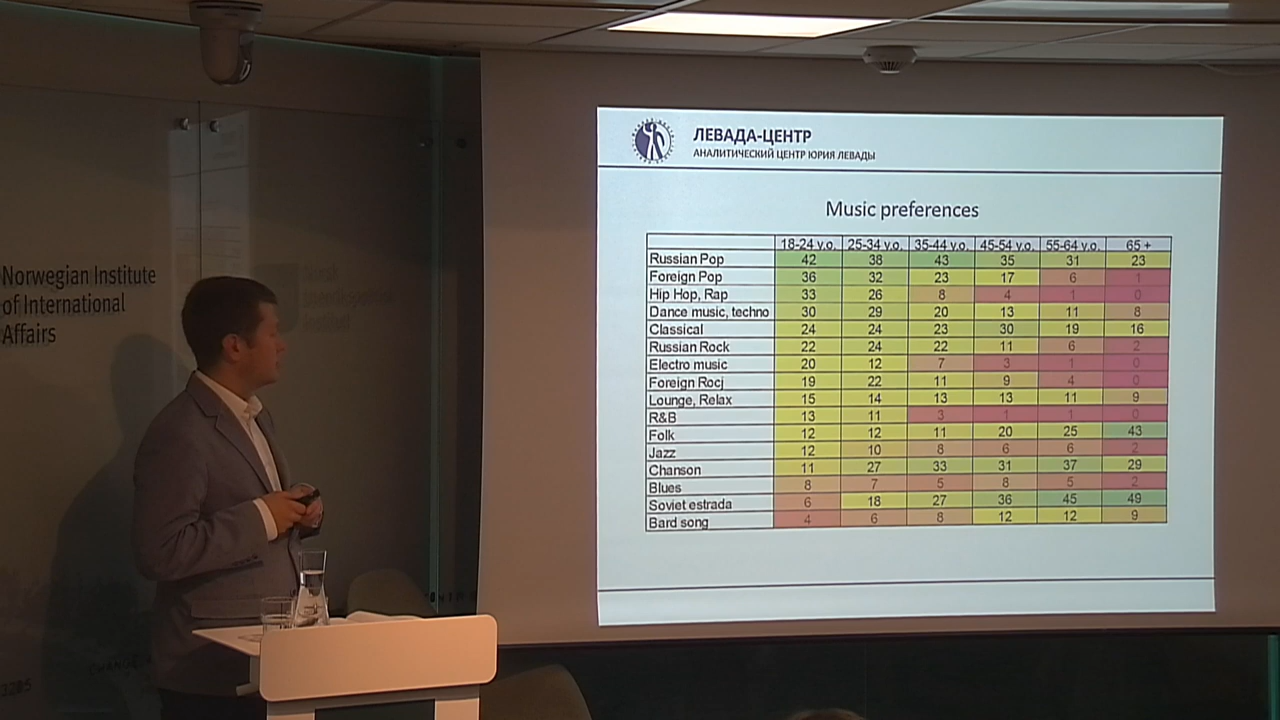 Norwegian Institute
of International
Affairs
ЛЕВАДА-ЦЕНТР
АНАЛИТИЧЕСКИЙ ЦЕНТР ЮРИЯ ЛЕВАДЫ
Music preferences
18-24 y.o. 25-34 y.o. 35-44 y.o. 45-54 y.o. 55-64 y.o. 65 +
Russian Pop 42 38 43 35 31 23
Foreign Pop 36 32 23 17 6 1
Hip Hop, Rap 33 26 8 4 1 0
Dance music, techno 30 29 20 13 11 8
Classical 24 24 23 30 19 16
Russian Rock 22 24 22 11 6 2
Electro music 20 12 7 3 1 0
Foreign Rocj 19 22 11 9 4 0
Lounge, Relax 15 14 13 13 11 9
R&B 13 11 3 1 1 0
Folk 12 12 11 20 25 43
Jazz 12 10 8 6 6 2
Chanson 11 27 33 31 37 29
Blues 8 7 5 8 5 2
Soviet estrada 6 18 27 36 45 49
Bard song 4 6 8 12 12 9